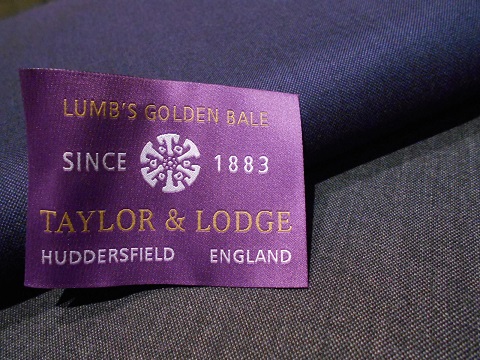 LUMB'S GOLDEN BALE
SINCE 1883
TAYLOR & LODGE
HUDDERSFIELD ENGLAND